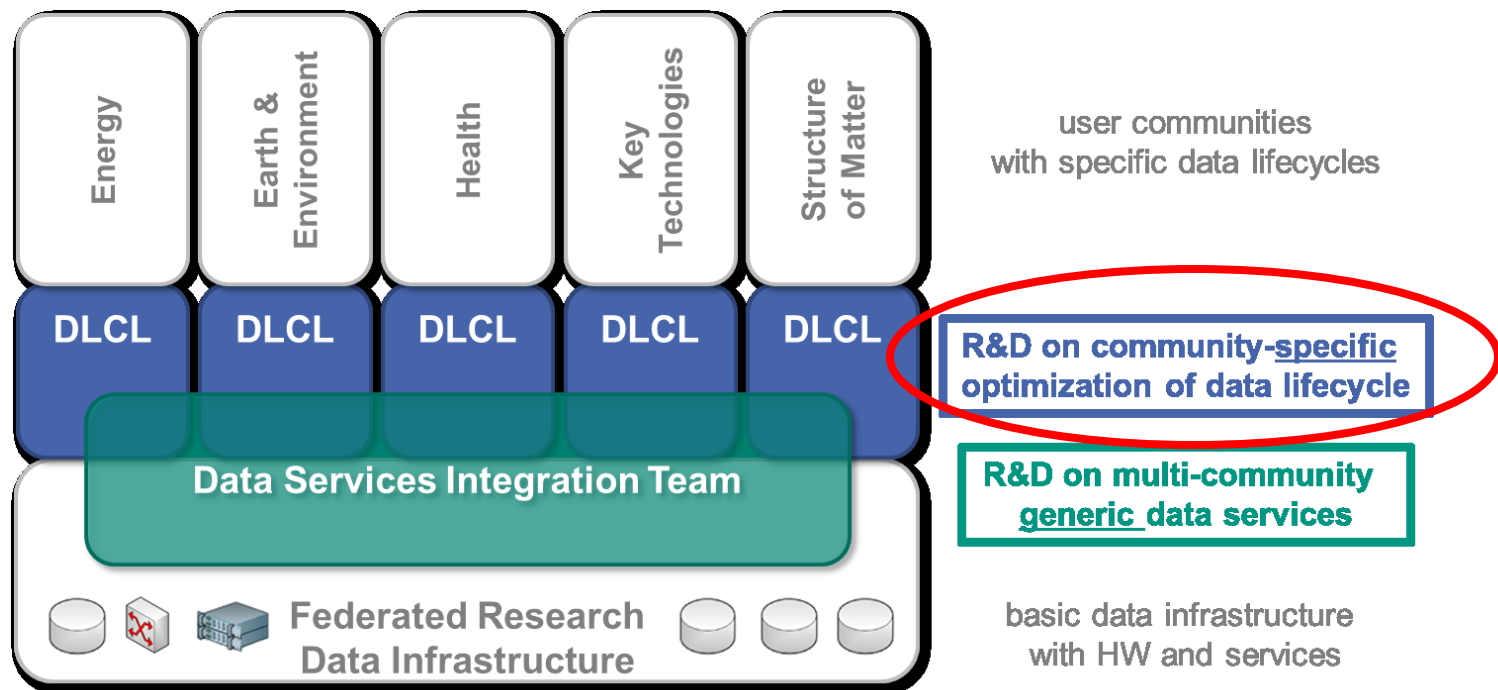 Energy
Earth &
Environment
Health
Key
Technologies
Structure
of Matter
user communities
with specific data lifecycles
DLCL
DLCL
DLCL
DLCL
DLCL
R&D on community-specific
optimization of data lifecycle
Data Services Integration Team
R&D on multi-community
generic data services
Federated Research
Data Infrastructure
basic data infrastructure
with HW and services